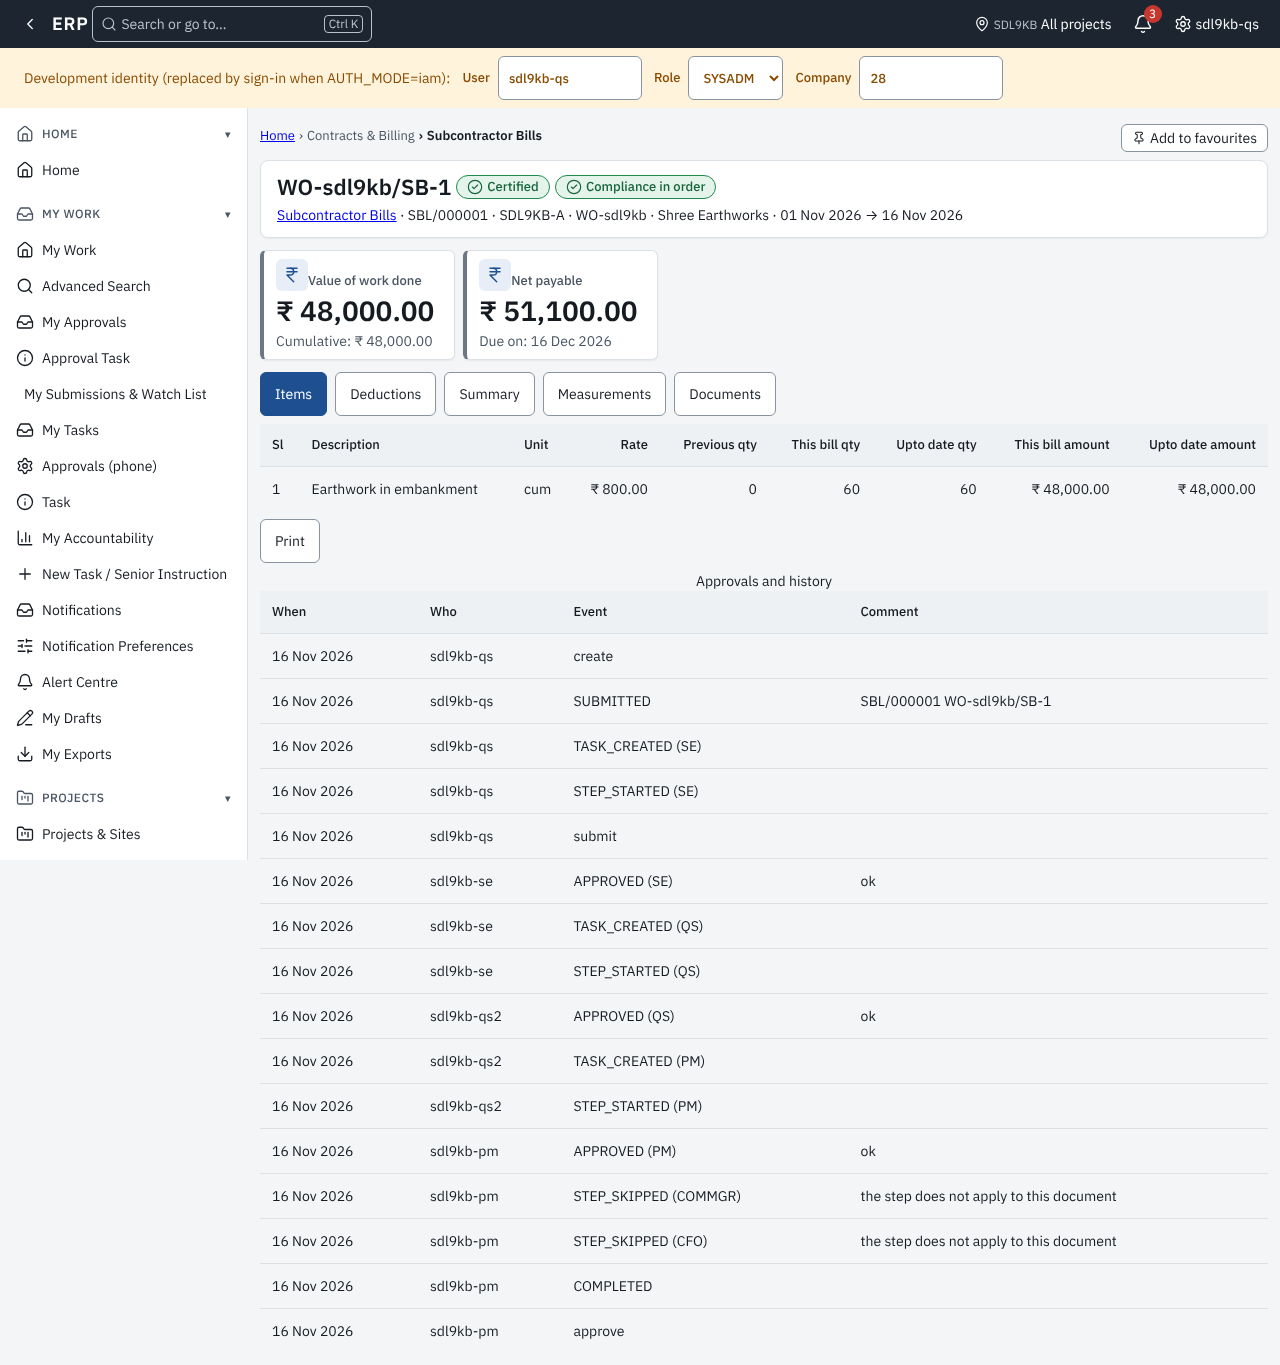 ERP Search or go to... Ctrl K SDL9KB All projects 3 sdl9kb-qs
Development identity (replaced by sign-in when AUTH_MODE=iam): User sdl9kb-qs Role SYSADM Company 28
HOME
Home
MY WORK
My Work
Advanced Search
My Approvals
Approval Task
My Submissions & Watch List
My Tasks
Approvals (phone)
Task
My Accountability
New Task / Senior Instruction
Notifications
Notification Preferences
Alert Centre
My Drafts
My Exports
PROJECTS
Projects & Sites
Home › Contracts & Billing › Subcontractor Bills
Add to favourites
WO-sdl9kb/SB-1 Certified Compliance in order
Subcontractor Bills · SBL/000001 · SDL9KB-A · WO-sdl9kb · Shree Earthworks · 01 Nov 2026 → 16 Nov 2026
₹ Value of work done
₹ 48,000.00
Cumulative: ₹ 48,000.00
₹ Net payable
₹ 51,100.00
Due on: 16 Dec 2026
Items Deductions Summary Measurements Documents
Sl Description Unit Rate Previous qty This bill qty Upto date qty This bill amount Upto date amount
1 Earthwork in embankment cum ₹ 800.00 0 60 60 ₹ 48,000.00 ₹ 48,000.00
Print
Approvals and history
When Who Event Comment
16 Nov 2026 sdl9kb-qs create
16 Nov 2026 sdl9kb-qs SUBMITTED SBL/000001 WO-sdl9kb/SB-1
16 Nov 2026 sdl9kb-qs TASK_CREATED (SE)
16 Nov 2026 sdl9kb-qs STEP_STARTED (SE)
16 Nov 2026 sdl9kb-qs submit
16 Nov 2026 sdl9kb-se APPROVED (SE) ok
16 Nov 2026 sdl9kb-se TASK_CREATED (QS)
16 Nov 2026 sdl9kb-se STEP_STARTED (QS)
16 Nov 2026 sdl9kb-qs2 APPROVED (QS) ok
16 Nov 2026 sdl9kb-qs2 TASK_CREATED (PM)
16 Nov 2026 sdl9kb-qs2 STEP_STARTED (PM)
16 Nov 2026 sdl9kb-pm APPROVED (PM) ok
16 Nov 2026 sdl9kb-pm STEP_SKIPPED (COMMGR) the step does not apply to this document
16 Nov 2026 sdl9kb-pm STEP_SKIPPED (CFO) the step does not apply to this document
16 Nov 2026 sdl9kb-pm COMPLETED
16 Nov 2026 sdl9kb-pm approve